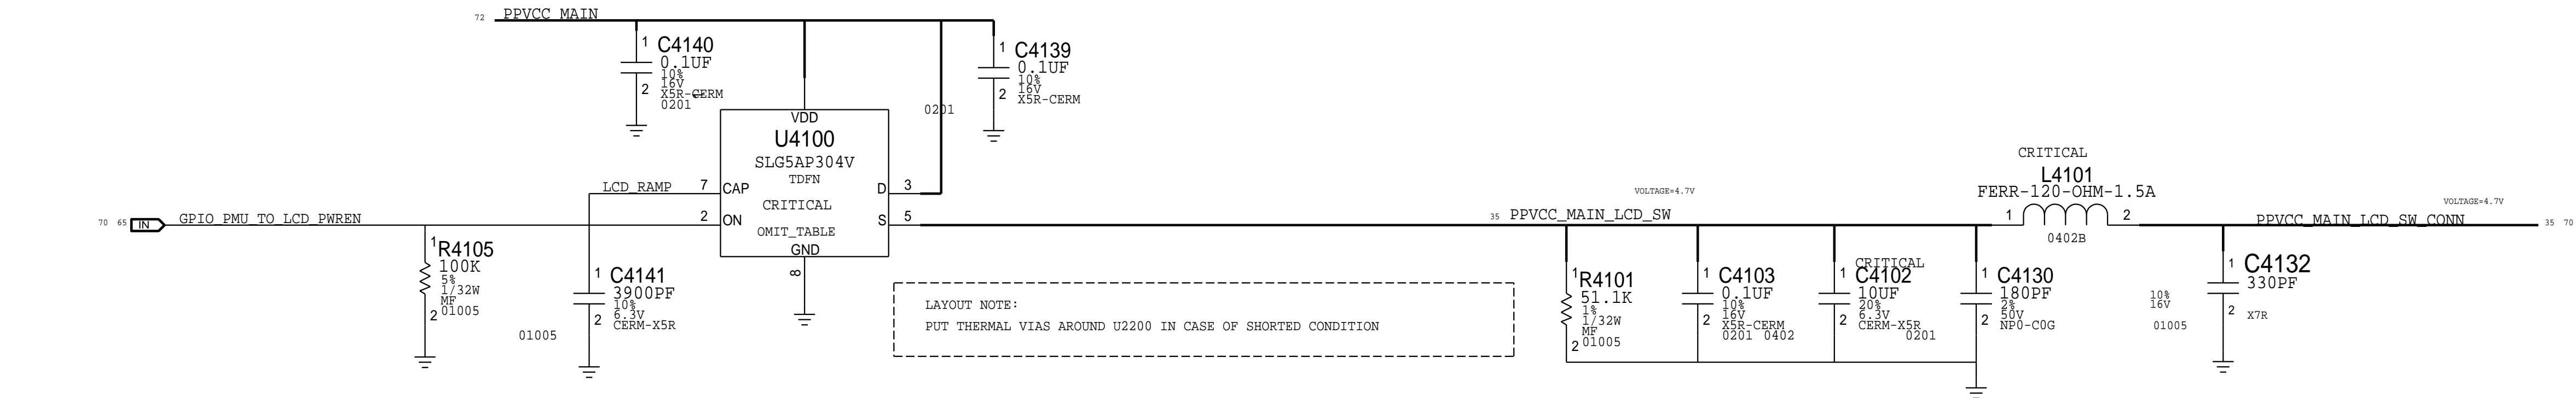 72 PPVCC_MAIN
1 C4140
0.1UF
10%
16V
2 X5R-CERM
0201
1 C4139
0.1UF
10%
16V
2 X5R-CERM
0201
VDD
U4100
SLG5AP304V
TDFN
LCD_RAMP 7 CAP D 3
CRITICAL
70 65 IN GPIO_PMU_TO_LCD_PWREN 2 ON S 5
OMIT_TABLE
GND
8
1 R4105
100K
5%
1/32W
MF
2 01005
1 C4141
3900PF
10%
6.3V
2 CERM-X5R
01005
LAYOUT NOTE:
PUT THERMAL VIAS AROUND U2200 IN CASE OF SHORTED CONDITION
VOLTAGE=4.7V
35 PPVCC_MAIN_LCD_SW
CRITICAL
L4101
FERR-120-OHM-1.5A
1 2
0402B
VOLTAGE=4.7V
PPVCC_MAIN_LCD_SW_CONN 35 70
1 R4101
51.1K
1%
1/32W
MF
2 01005
1 C4103
0.1UF
10%
16V
2 X5R-CERM
0201 0402
CRITICAL
1 C4102
10UF
20%
6.3V
2 CERM-X5R
0201
1 C4130
180PF
2%
50V
2 NP0-C0G
1 C4132
330PF
10%
16V
2 X7R
01005